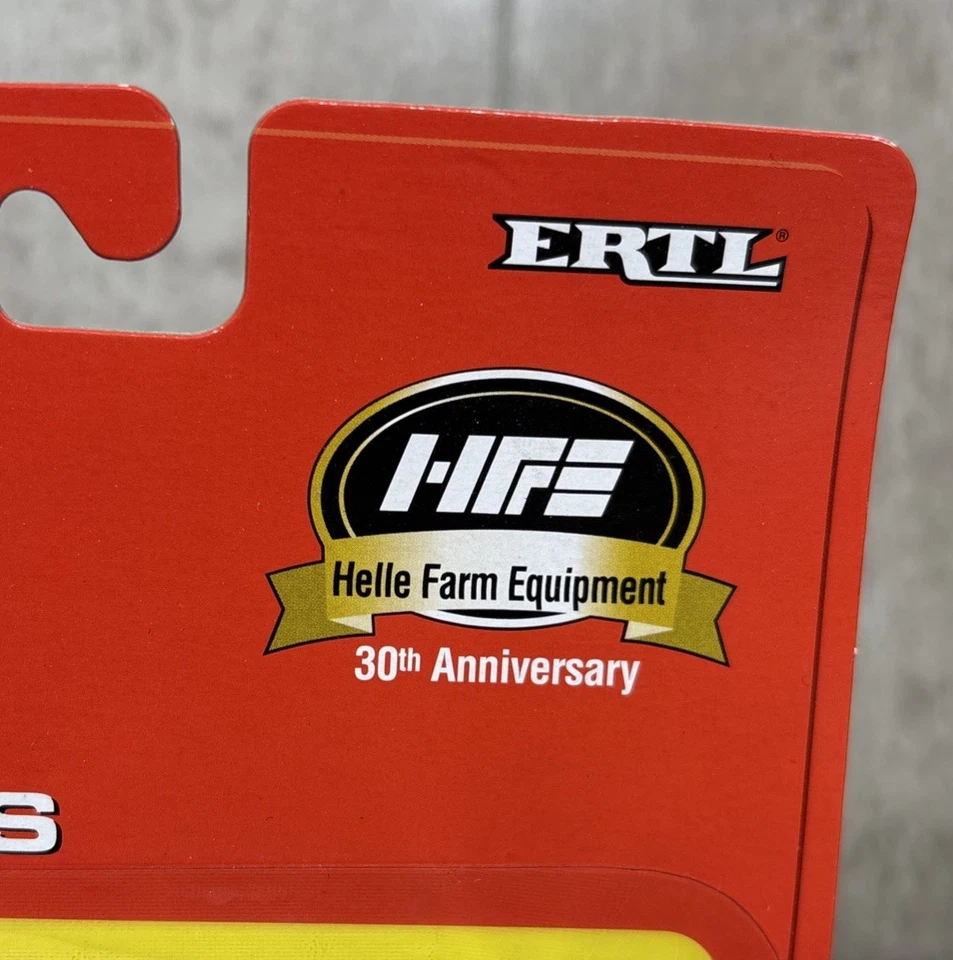 ERTL®
HFE
Helle Farm Equipment
30th Anniversary
S